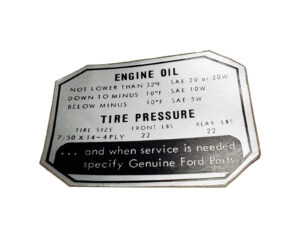 ENGINE OIL
NOT LOWER THAN 32°F SAE 20 or 20W
DOWN TO MINUS 10°F SAE 10W
BELOW MINUS 10°F SAE 5W
TIRE PRESSURE
TIRE SIZE FRONT LBS REAR LBS
7:50 X 14-4 PLY 22 22
... and when service is needed
specify Genuine Ford Parts